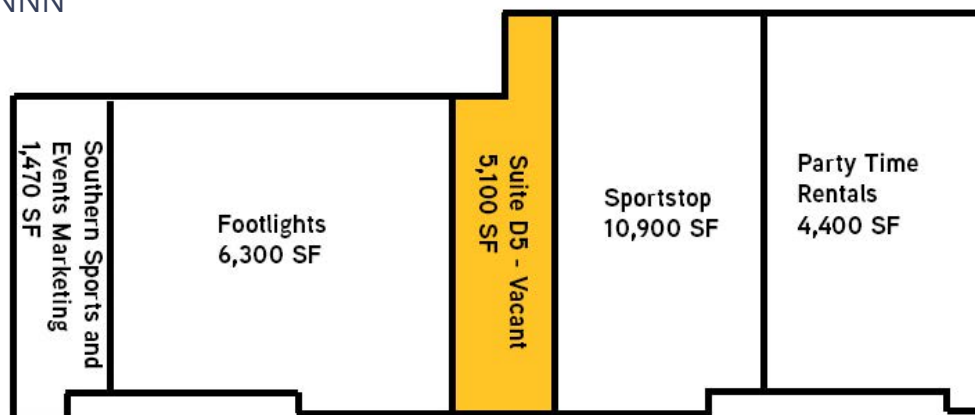 NNN
Southern Sports and
Events Marketing
1,470 SF
Footlights
6,300 SF
Suite D5 - Vacant
5,100 SF
Sportstop
10,900 SF
Party Time
Rentals
4,400 SF